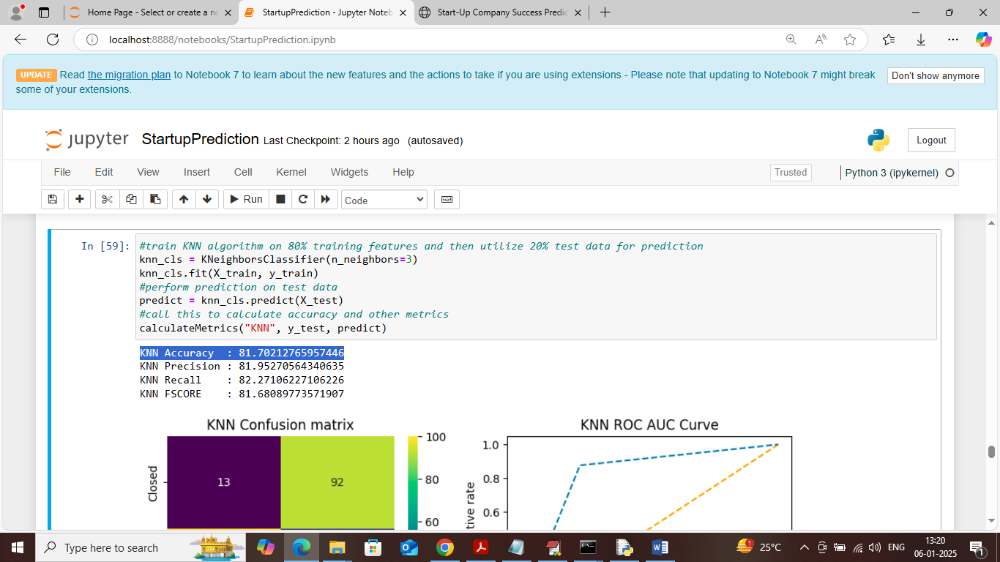 Home Page - Select or create a no
StartupPrediction - Jupyter Noteb
Start-Up Company Success Predic
localhost:8888/notebooks/StartupPrediction.ipynb
UPDATE Read the migration plan to Notebook 7 to learn about the new features and the actions to take if you are using extensions - Please note that updating to Notebook 7 might break
some of your extensions.
Don't show anymore
jupyter StartupPrediction Last Checkpoint: 2 hours ago (autosaved)
Logout
File Edit View Insert Cell Kernel Widgets Help
Trusted
Python 3 (ipykernel)
Run
Code
In [59]:
#train KNN algorithm on 80% training features and then utilize 20% test data for prediction
knn_cls = KNeighborsClassifier(n_neighbors=3)
knn_cls.fit(X_train, y_train)
#perform prediction on test data
predict = knn_cls.predict(X_test)
#call this to calculate accuracy and other metrics
calculateMetrics("KNN", y_test, predict)
KNN Accuracy  : 81.70212765957446
KNN Precision : 81.95270564340635
KNN Recall    : 82.27106227106226
KNN FSCORE    : 81.68089773571907
KNN Confusion matrix
Closed
13
92
100
80
60
KNN ROC AUC Curve
1.0
0.8
0.6
tive rate
Type here to search
1
25°C
ENG
13:20
06-01-2025
1